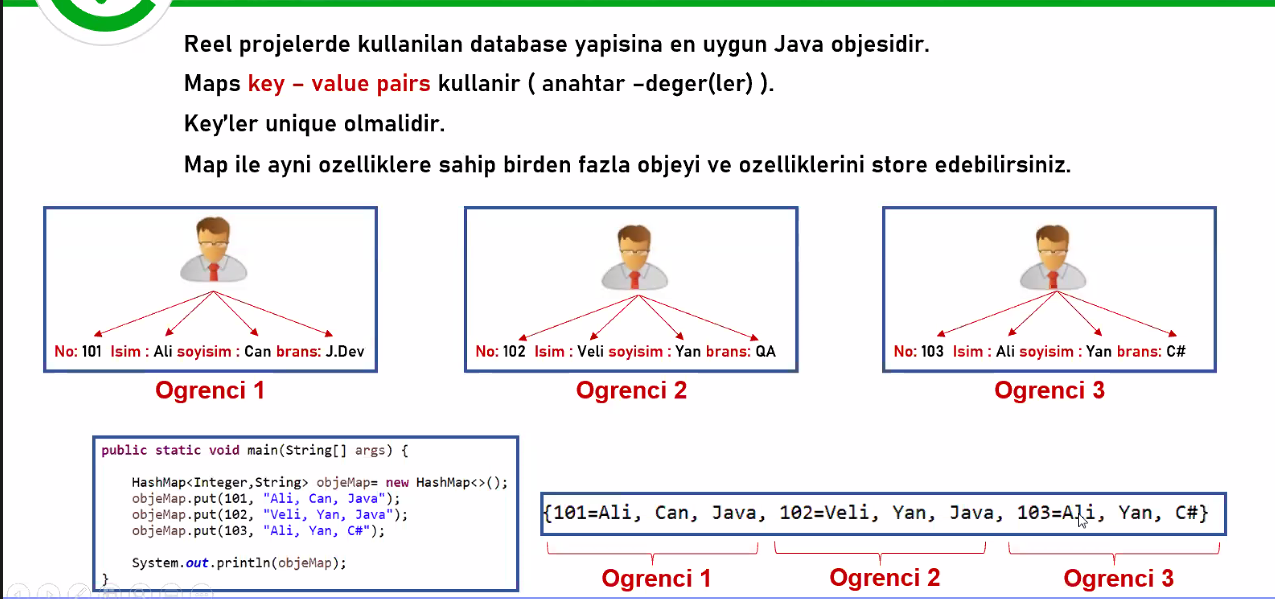 Reel projelerde kullanilan database yapisina en uygun Java objesidir.
Maps key – value pairs kullanir ( anahtar –deger(ler) ).
Key'ler unique olmalidir.
Map ile ayni ozelliklere sahip birden fazla objeyi ve ozelliklerini store edebilirsiniz.
No: 101 Isim : Ali soyisim : Can brans: J.Dev
Ogrenci 1
No: 102 Isim : Veli soyisim : Yan brans: QA
Ogrenci 2
No: 103 Isim : Ali soyisim : Yan brans: C#
Ogrenci 3
public static void main(String[] args) {
HashMap<Integer,String> objeMap= new HashMap<>();
objeMap.put(101, "Ali, Can, Java");
objeMap.put(102, "Veli, Yan, Java");
objeMap.put(103, "Ali, Yan, C#");
System.out.println(objeMap);
}
{101=Ali, Can, Java, 102=Veli, Yan, Java, 103=Ali, Yan, C#}
Ogrenci 1
Ogrenci 2
Ogrenci 3